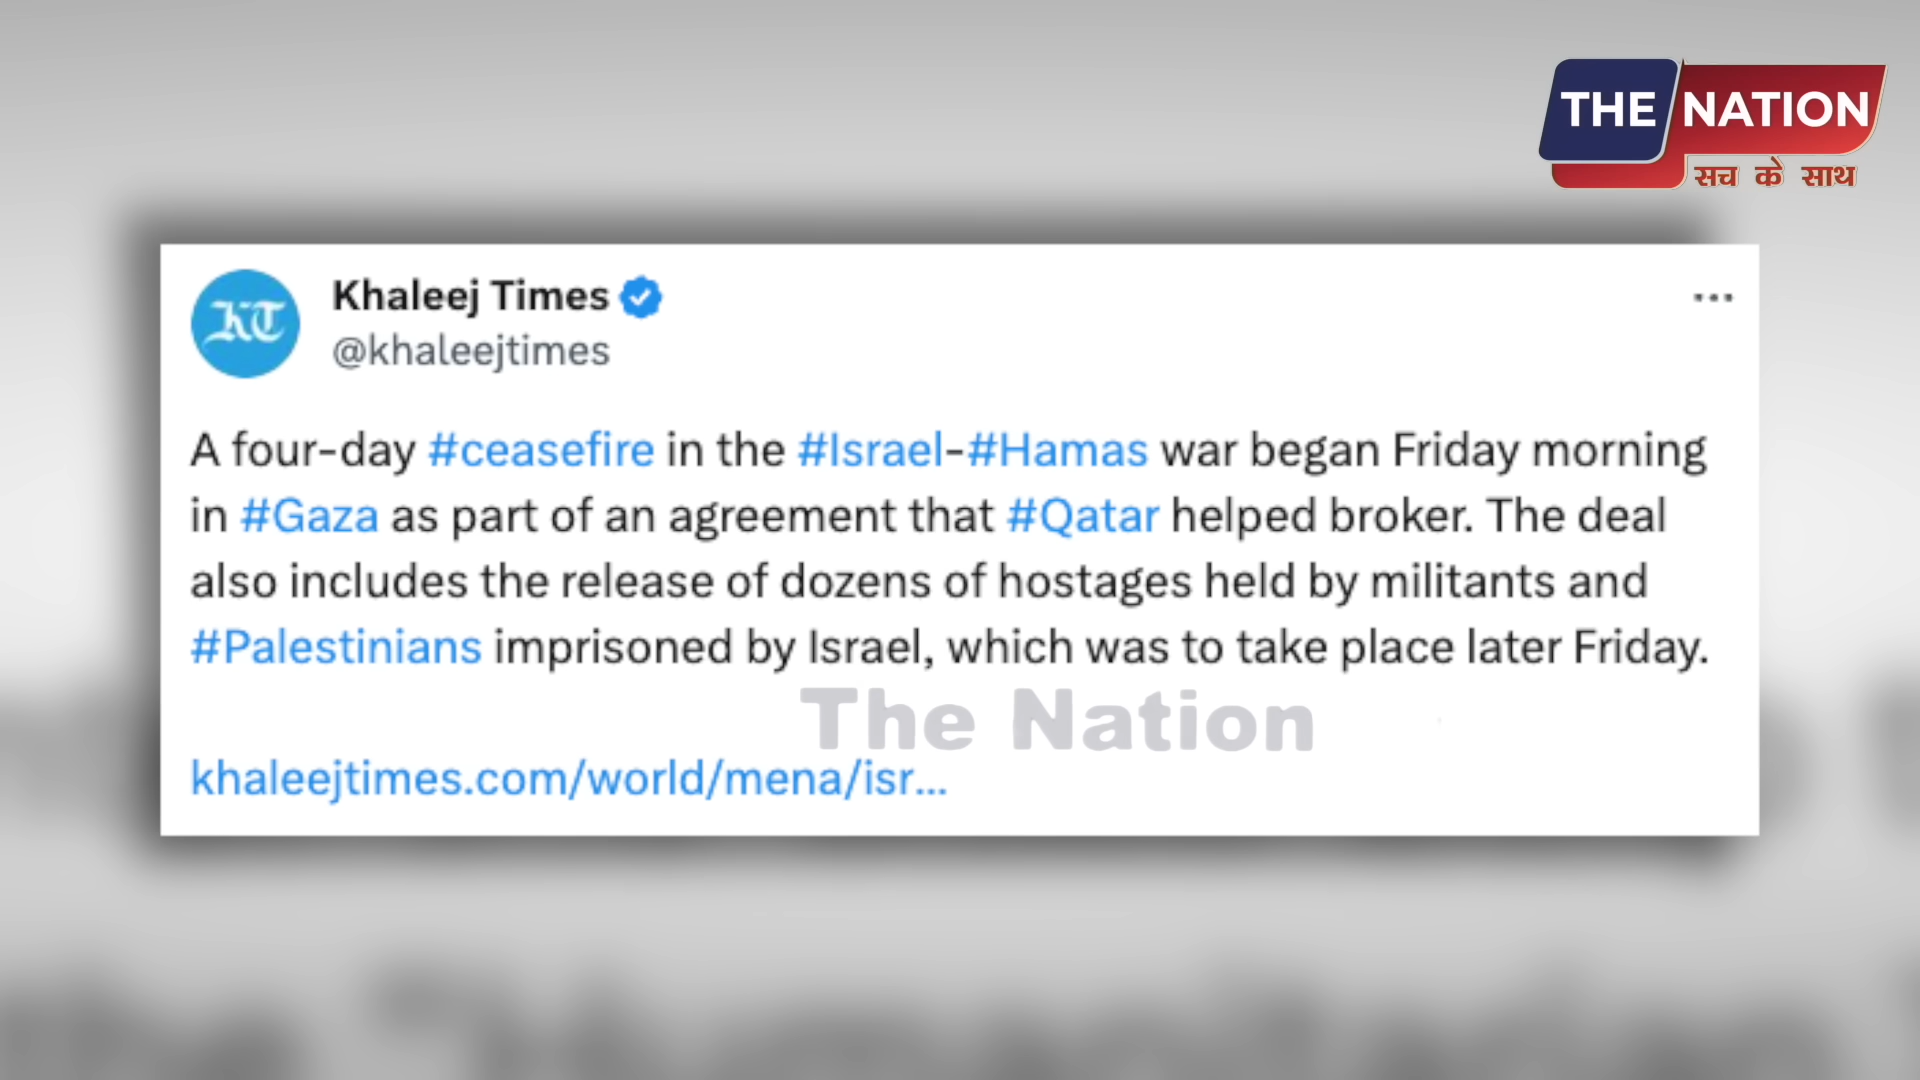 THE NATION
सच के साथ
KT
Khaleej Times
@khaleejtimes
A four-day #ceasefire in the #Israel-#Hamas war began Friday morning
in #Gaza as part of an agreement that #Qatar helped broker. The deal
also includes the release of dozens of hostages held by militants and
#Palestinians imprisoned by Israel, which was to take place later Friday.
The Nation
khaleejtimes.com/world/mena/isr...